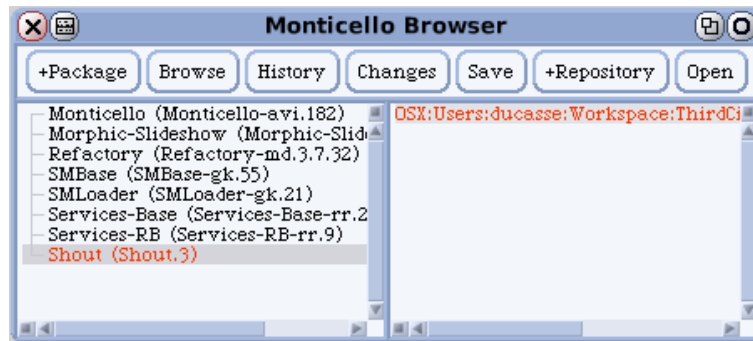 Monticello Browser
+Package Browse History Changes Save +Repository Open
Monticello (Monticello-avi.182)
Morphic-Slideshow (Morphic-Slid
Refactory (Refactory-md.3.7.32)
SMBase (SMBase-gk.55)
SMLoader (SMLoader-gk.21)
Services-Base (Services-Base-rr.2
Services-RB (Services-RB-rr.9)
Shout (Shout.3)
OSX:Users:ducasse:Workspace:ThirdCi